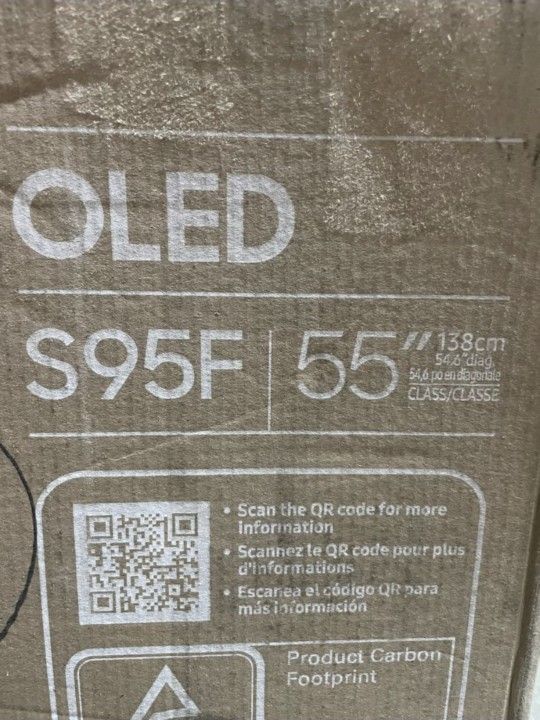 OLED
S95F
55"
138cm
54.6"diag.
54,6 po en diagonale
CLASS/CLASSE
• Scan the QR code for more
information
• Scannez le QR code pour plus
d'informations
• Escanea el código QR para
más información
Product Carbon
Footprint